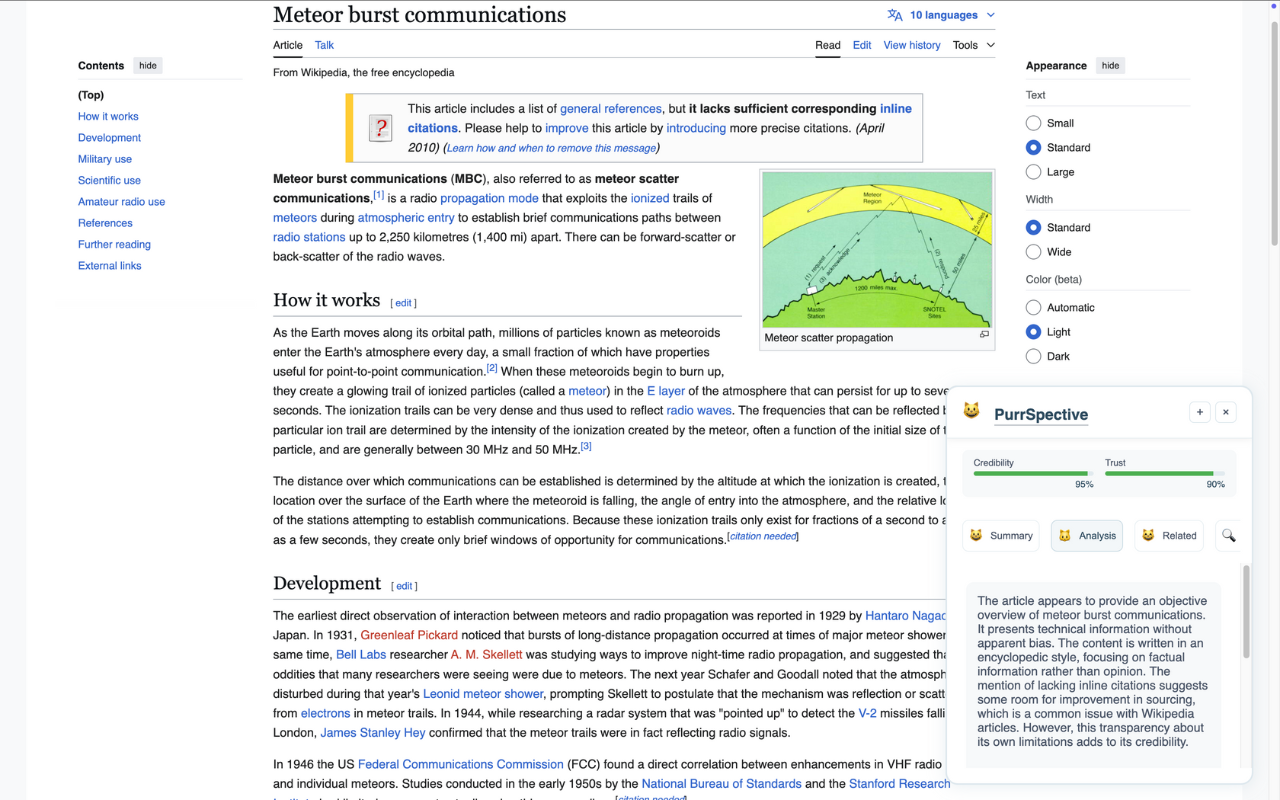 Meteor burst communications
10 languages
Article Talk
Read Edit View history Tools
From Wikipedia, the free encyclopedia
Contents hide
(Top)
How it works
Development
Military use
Scientific use
Amateur radio use
References
Further reading
External links
This article includes a list of general references, but it lacks sufficient corresponding inline
citations. Please help to improve this article by introducing more precise citations. (April
2010) (Learn how and when to remove this message)
Meteor burst communications (MBC), also referred to as meteor scatter
communications,[1] is a radio propagation mode that exploits the ionized trails of
meteors during atmospheric entry to establish brief communications paths between
radio stations up to 2,250 kilometres (1,400 mi) apart. There can be forward-scatter or
back-scatter of the radio waves.
Meteor
Region
25 miles
(1) request
(3) acknowledge
(2) respond
60 miles
1200 miles max.
Master
Station
SNOTEL
Sites
Meteor scatter propagation
How it works [ edit ]
As the Earth moves along its orbital path, millions of particles known as meteoroids
enter the Earth's atmosphere every day, a small fraction of which have properties
useful for point-to-point communication.[2] When these meteoroids begin to burn up,
they create a glowing trail of ionized particles (called a meteor) in the E layer of the atmosphere that can persist for up to seve
seconds. The ionization trails can be very dense and thus used to reflect radio waves. The frequencies that can be reflected b
particular ion trail are determined by the intensity of the ionization created by the meteor, often a function of the initial size of t
particle, and are generally between 30 MHz and 50 MHz.[3]
The distance over which communications can be established is determined by the altitude at which the ionization is created, t
location over the surface of the Earth where the meteoroid is falling, the angle of entry into the atmosphere, and the relative lo
of the stations attempting to establish communications. Because these ionization trails only exist for fractions of a second to a
as a few seconds, they create only brief windows of opportunity for communications.[citation needed]
Development [ edit ]
The earliest direct observation of interaction between meteors and radio propagation was reported in 1929 by Hantaro Nagao
Japan. In 1931, Greenleaf Pickard noticed that bursts of long-distance propagation occurred at times of major meteor shower
same time, Bell Labs researcher A. M. Skellett was studying ways to improve night-time radio propagation, and suggested tha
oddities that many researchers were seeing were due to meteors. The next year Schafer and Goodall noted that the atmosph
disturbed during that year's Leonid meteor shower, prompting Skellett to postulate that the mechanism was reflection or scatt
from electrons in meteor trails. In 1944, while researching a radar system that was "pointed up" to detect the V-2 missiles falli
London, James Stanley Hey confirmed that the meteor trails were in fact reflecting radio signals.
In 1946 the US Federal Communications Commission (FCC) found a direct correlation between enhancements in VHF radio
and individual meteors. Studies conducted in the early 1950s by the National Bureau of Standards and the Stanford Research
[citation needed]
Appearance hide
Text
Small
Standard
Large
Width
Standard
Wide
Color (beta)
Automatic
Light
Dark
PurrSpective
+ ×
Credibility Trust
95% 90%
Summary Analysis Related
The article appears to provide an objective
overview of meteor burst communications.
It presents technical information without
apparent bias. The content is written in an
encyclopedic style, focusing on factual
information rather than opinion. The
mention of lacking inline citations suggests
some room for improvement in sourcing,
which is a common issue with Wikipedia
articles. However, this transparency about
its own limitations adds to its credibility.